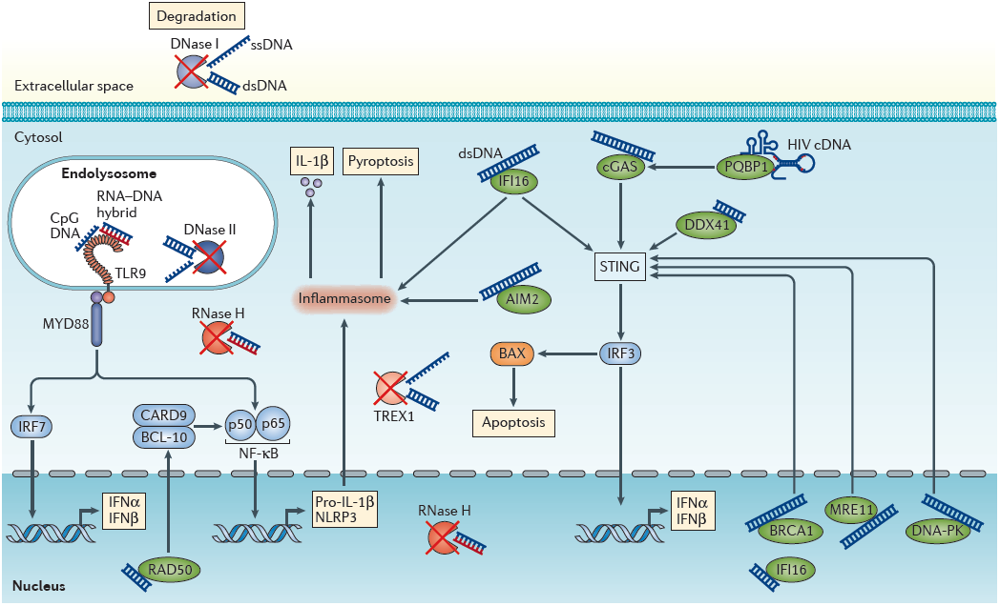 Degradation
DNase I
ssDNA
dsDNA
Extracellular space
Cytosol
Endolysosome
RNA–DNA
hybrid
CpG
DNA
DNase II
TLR9
MYD88
RNase H
IL-1β
Pyroptosis
dsDNA
IFI16
cGAS
PQBP1
HIV cDNA
DDX41
STING
Inflammasome
AIM2
BAX
IRF3
TREX1
Apoptosis
IRF7
CARD9
BCL-10
p50
p65
NF-κB
IFNα
IFNβ
Pro-IL-1β
NLRP3
RNase H
IFNα
IFNβ
BRCA1
MRE11
DNA-PK
IFI16
RAD50
Nucleus